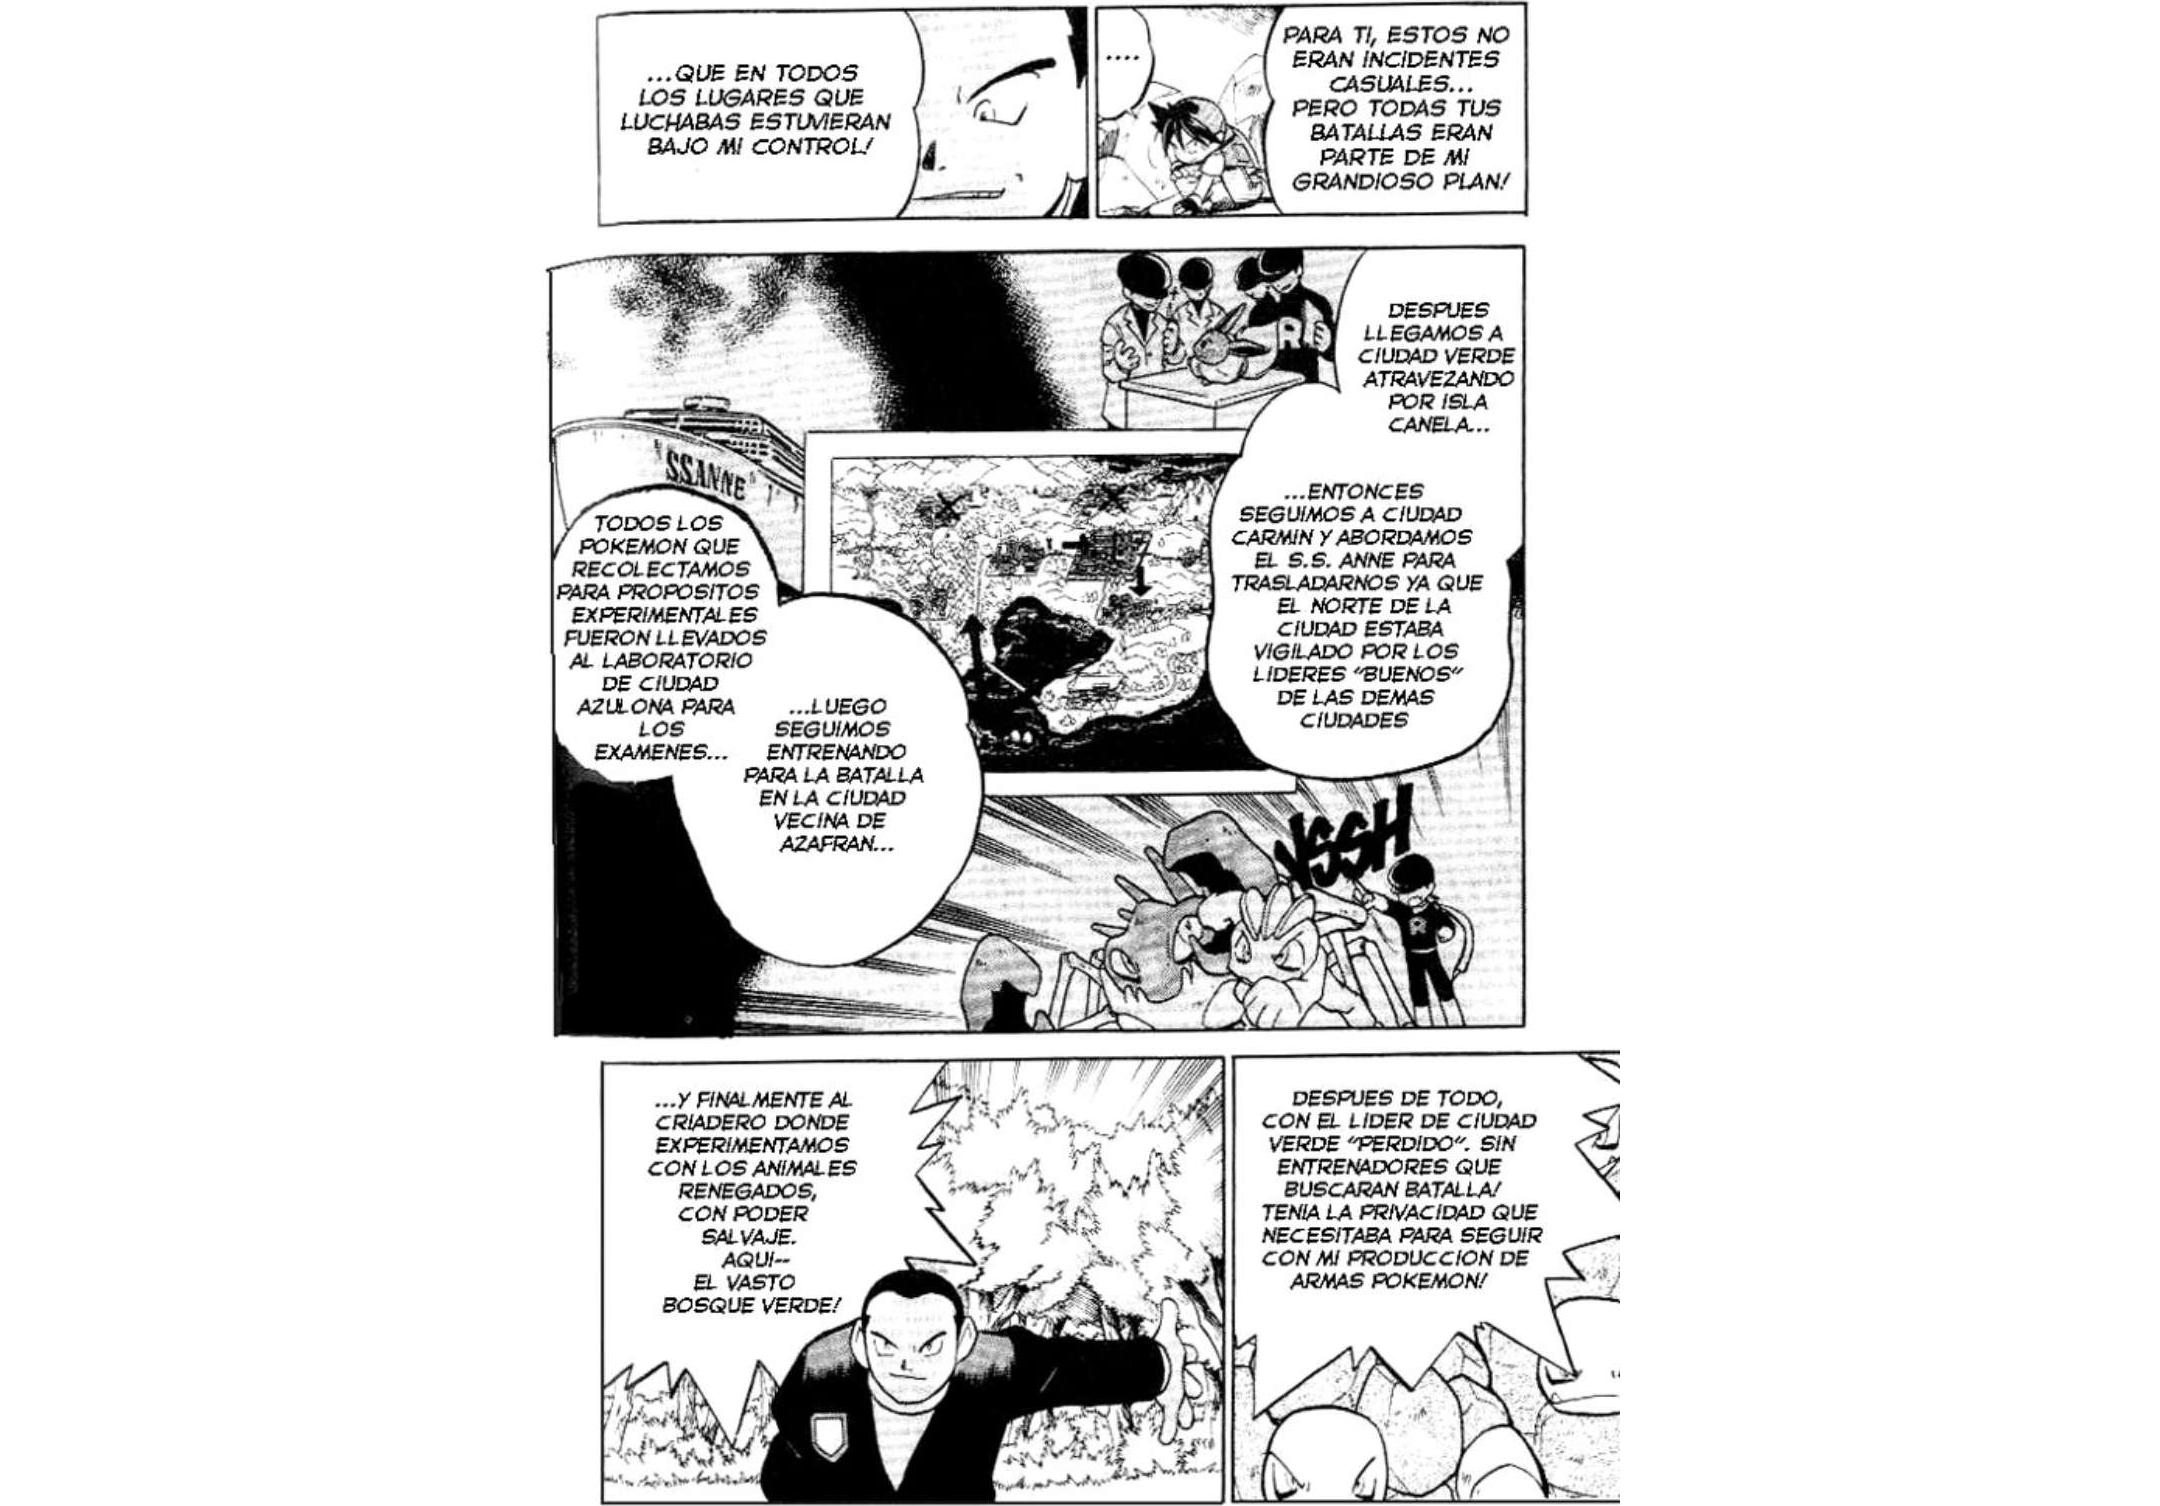 PARA TI, ESTOS NO
ERAN INCIDENTES
CASUALES...
PERO TODAS TUS
BATALLAS ERAN
PARTE DE MI
GRANDIOSO PLAN!
....
...QUE EN TODOS
LOS LUGARES QUE
LUCHABAS ESTUVIERAN
BAJO MI CONTROL!
DESPUES
LLEGAMOS A
CIUDAD VERDE
ATRAVEZANDO
POR ISLA
CANELA...
R
...ENTONCES
SEGUIMOS A CIUDAD
CARMIN Y ABORDAMOS
EL S.S. ANNE PARA
TRASLADARNOS YA QUE
EL NORTE DE LA
CIUDAD ESTABA
VIGILADO POR LOS
LIDERES "BUENOS"
DE LAS DEMAS
CIUDADES
"SSANNE"
TODOS LOS
POKEMON QUE
RECOLECTAMOS
PARA PROPOSITOS
EXPERIMENTALES
FUERON LLEVADOS
AL LABORATORIO
DE CIUDAD
AZULONA PARA
LOS
EXAMENES...
...LUEGO
SEGUIMOS
ENTRENANDO
PARA LA BATALLA
EN LA CIUDAD
VECINA DE
AZAFRAN...
YSSH
R
DESPUES DE TODO,
CON EL LIDER DE CIUDAD
VERDE "PERDIDO". SIN
ENTRENADORES QUE
BUSCARAN BATALLA!
TENIA LA PRIVACIDAD QUE
NECESITABA PARA SEGUIR
CON MI PRODUCCION DE
ARMAS POKEMON!
...Y FINALMENTE AL
CRIADERO DONDE
EXPERIMENTAMOS
CON LOS ANIMALES
RENEGADOS,
CON PODER
SALVAJE.
AQUI--
EL VASTO
BOSQUE VERDE!